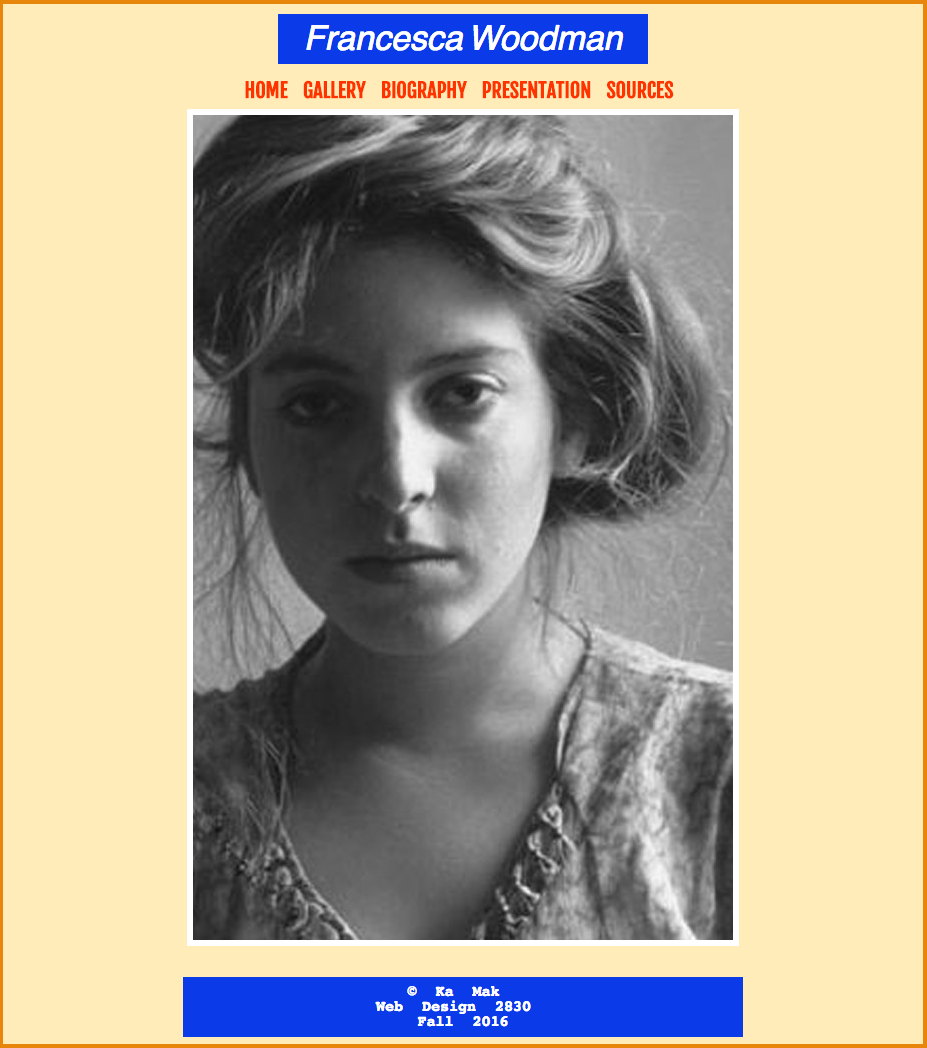 Francesca Woodman
HOME GALLERY BIOGRAPHY PRESENTATION SOURCES
© Ka Mak
Web Design 2830
Fall 2016